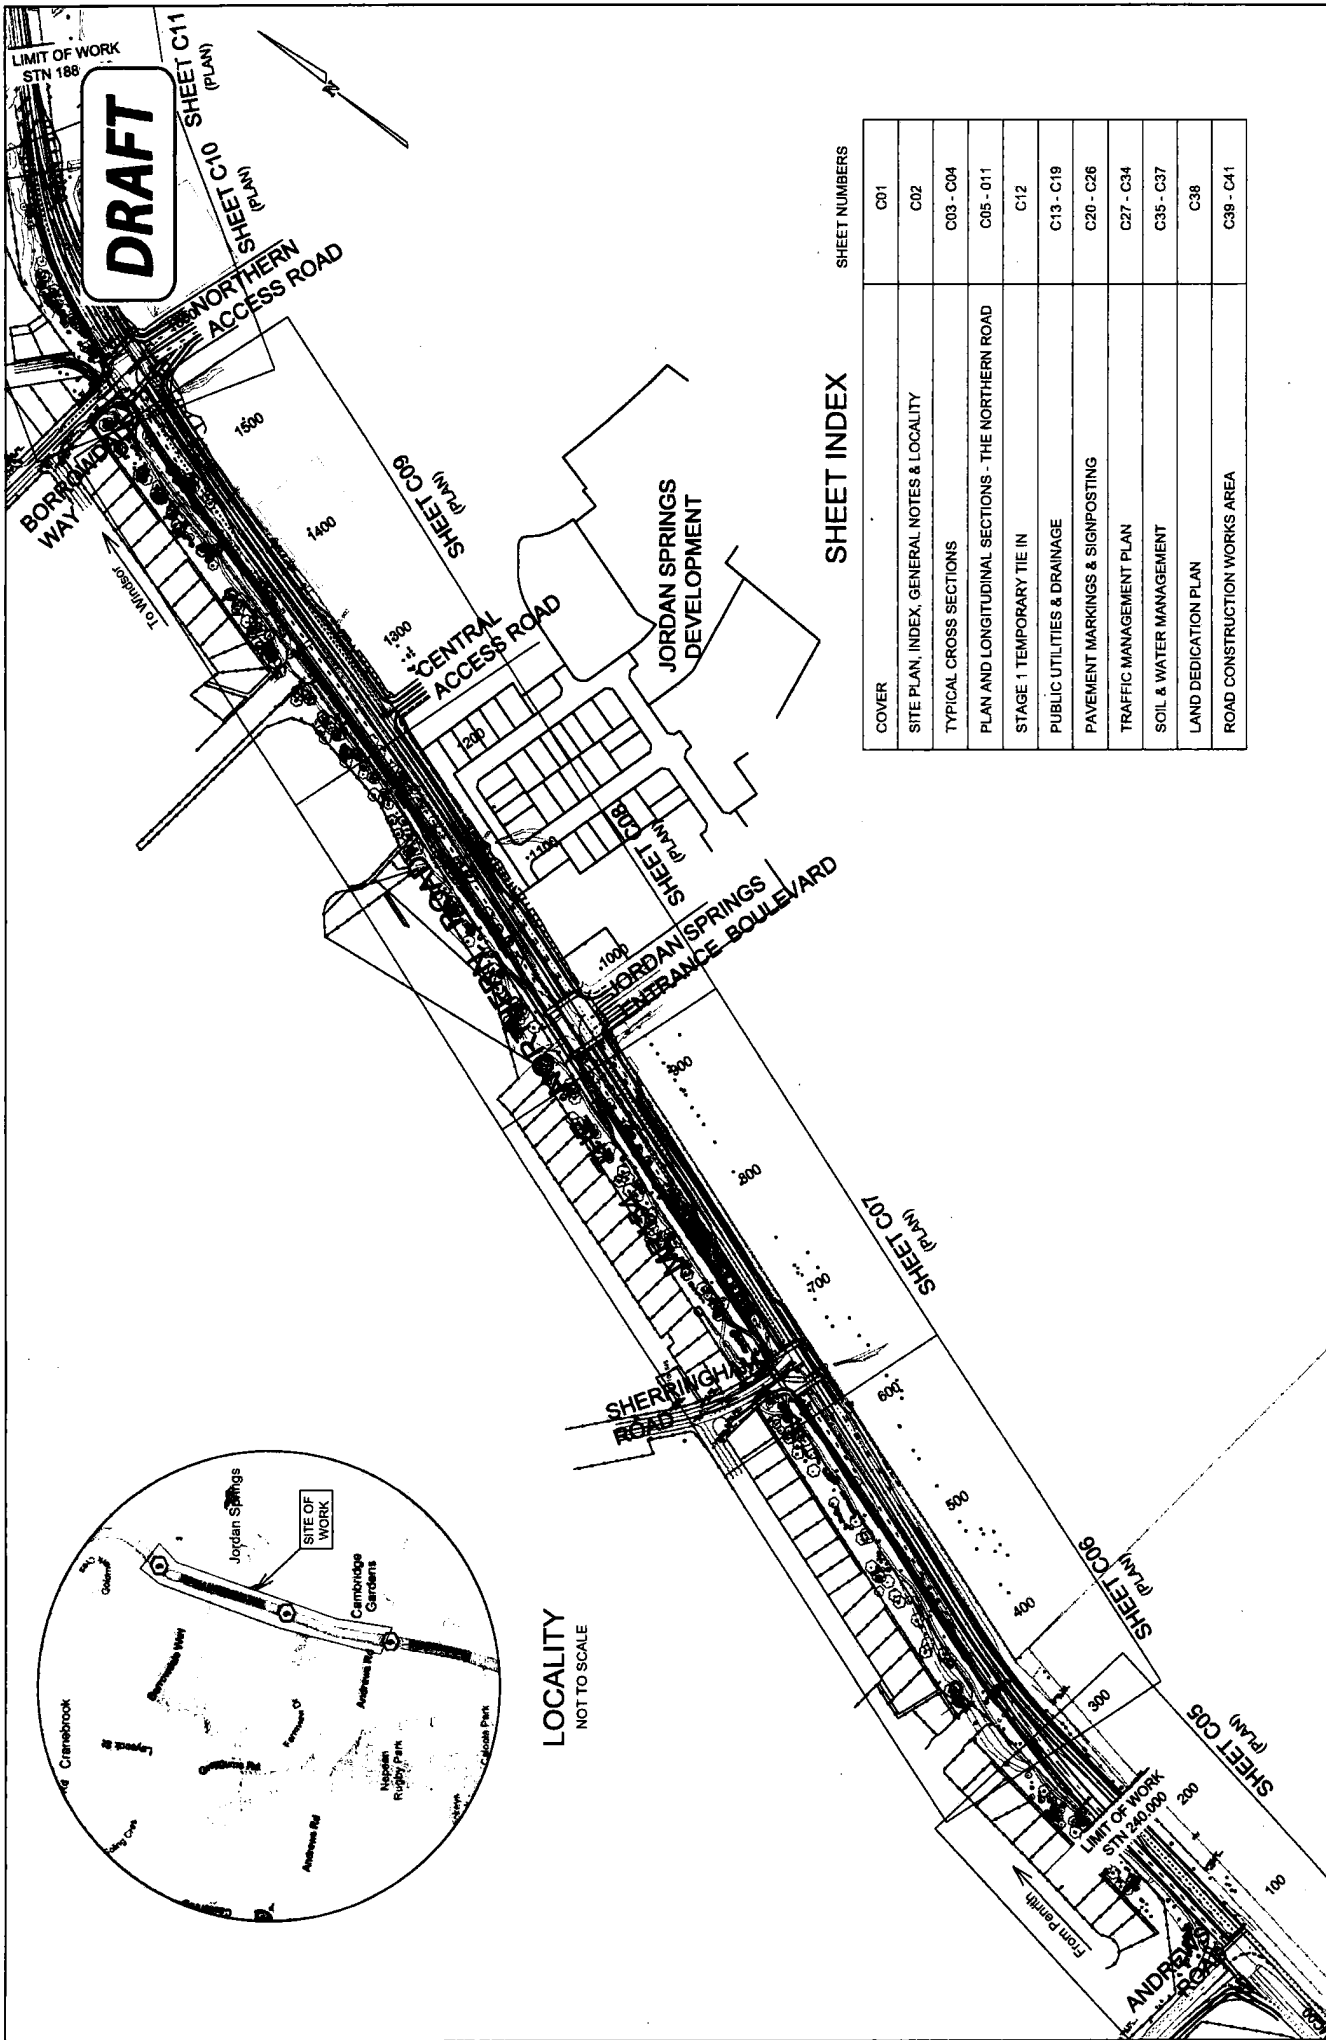 LIMIT OF WORK
STN 188
DRAFT
SHEET C11
(PLAN)
SHEET C10
(PLAN)
N
NORTHERN
ACCESS ROAD
WAY
To Windsor
1500
1400
1300
1200
1100
1000
900
800
700
600
500
400
300
200
100
SHEET C09
(PLAN)
CENTRAL
ACCESS ROAD
JORDAN SPRINGS
DEVELOPMENT
SHEET C08
(PLAN)
JORDAN SPRINGS
ENTRANCE BOULEVARD
SHEET C07
(PLAN)
ROAD
SHEET C06
(PLAN)
SHEET C05
(PLAN)
LIMIT OF WORK
STN 240.000
From Penrith
ANDREWS
ROAD
SHEET INDEX
SHEET NUMBERS
COVER C01
SITE PLAN, INDEX, GENERAL NOTES & LOCALITY C02
TYPICAL CROSS SECTIONS C03 - C04
PLAN AND LONGITUDINAL SECTIONS - THE NORTHERN ROAD C05 - 011
STAGE 1 TEMPORARY TIE IN C12
PUBLIC UTILITIES & DRAINAGE C13 - C19
PAVEMENT MARKINGS & SIGNPOSTING C20 - C26
TRAFFIC MANAGEMENT PLAN C27 - C34
SOIL & WATER MANAGEMENT C35 - C37
LAND DEDICATION PLAN C38
ROAD CONSTRUCTION WORKS AREA C39 - C41
LOCALITY
NOT TO SCALE
SITE OF
WORK
Jordan Springs
Cambridge
Gardens
Andrews Rd
Cranebrook
Nepean
Rugby Park
Andrews Rd